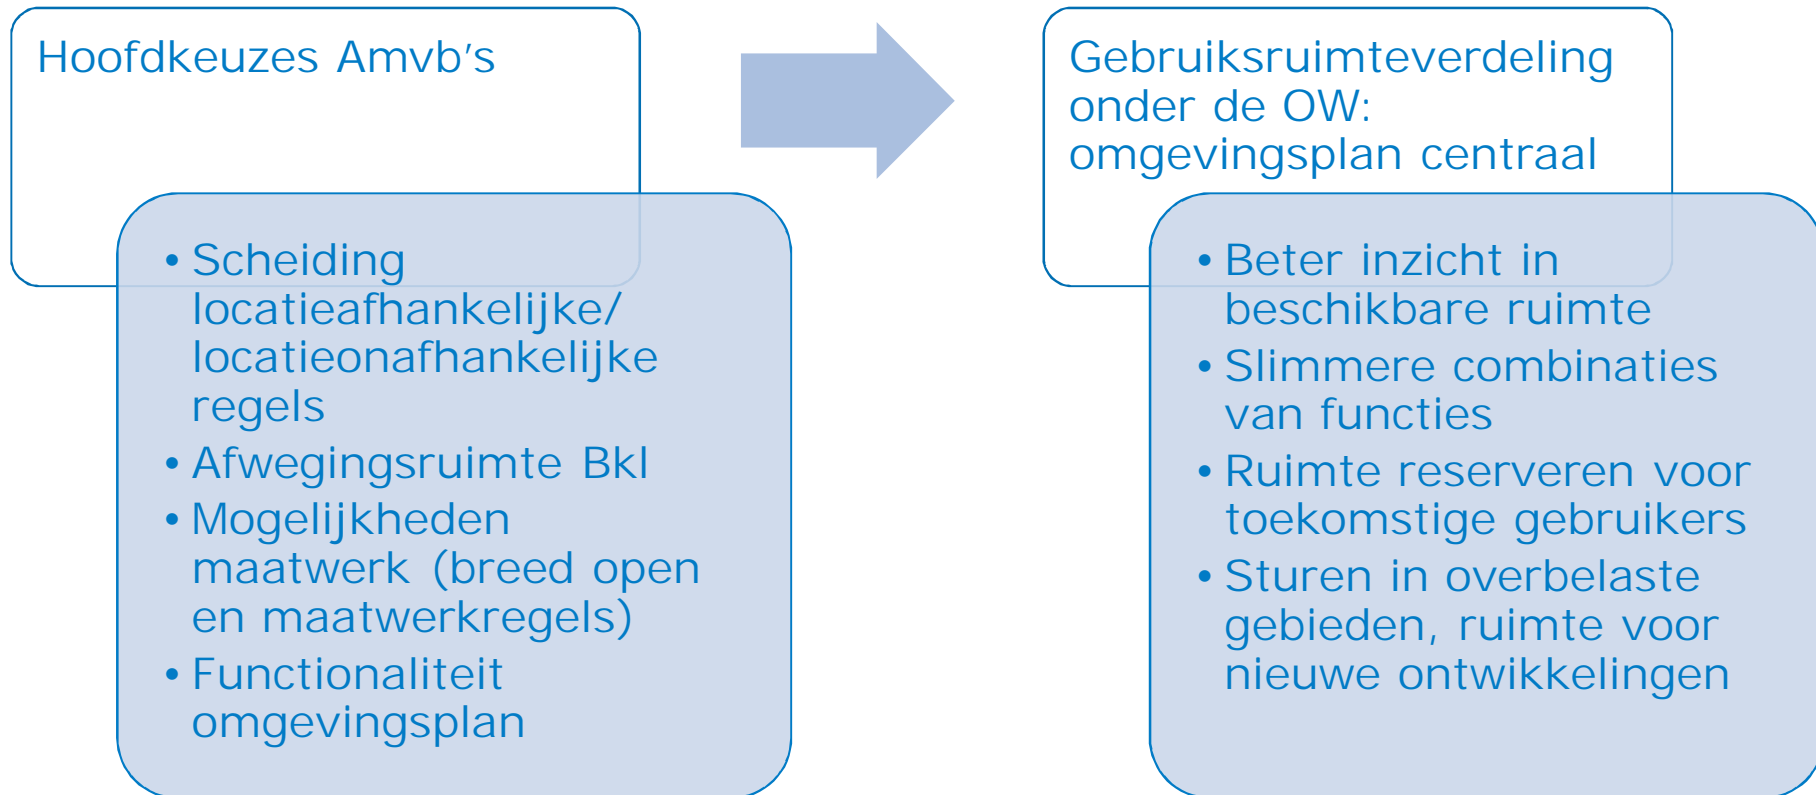 Hoofdkeuzes Amvb's
• Scheiding
locatieafhankelijke/
locatieonafhankelijke
regels
• Afwegingsruimte Bkl
• Mogelijkheden
maatwerk (breed open
en maatwerkregels)
• Functionaliteit
omgevingsplan
Gebruiksruimteverdeling
onder de OW:
omgevingsplan centraal
• Beter inzicht in
beschikbare ruimte
• Slimmere combinaties
van functies
• Ruimte reserveren voor
toekomstige gebruikers
• Sturen in overbelaste
gebieden, ruimte voor
nieuwe ontwikkelingen